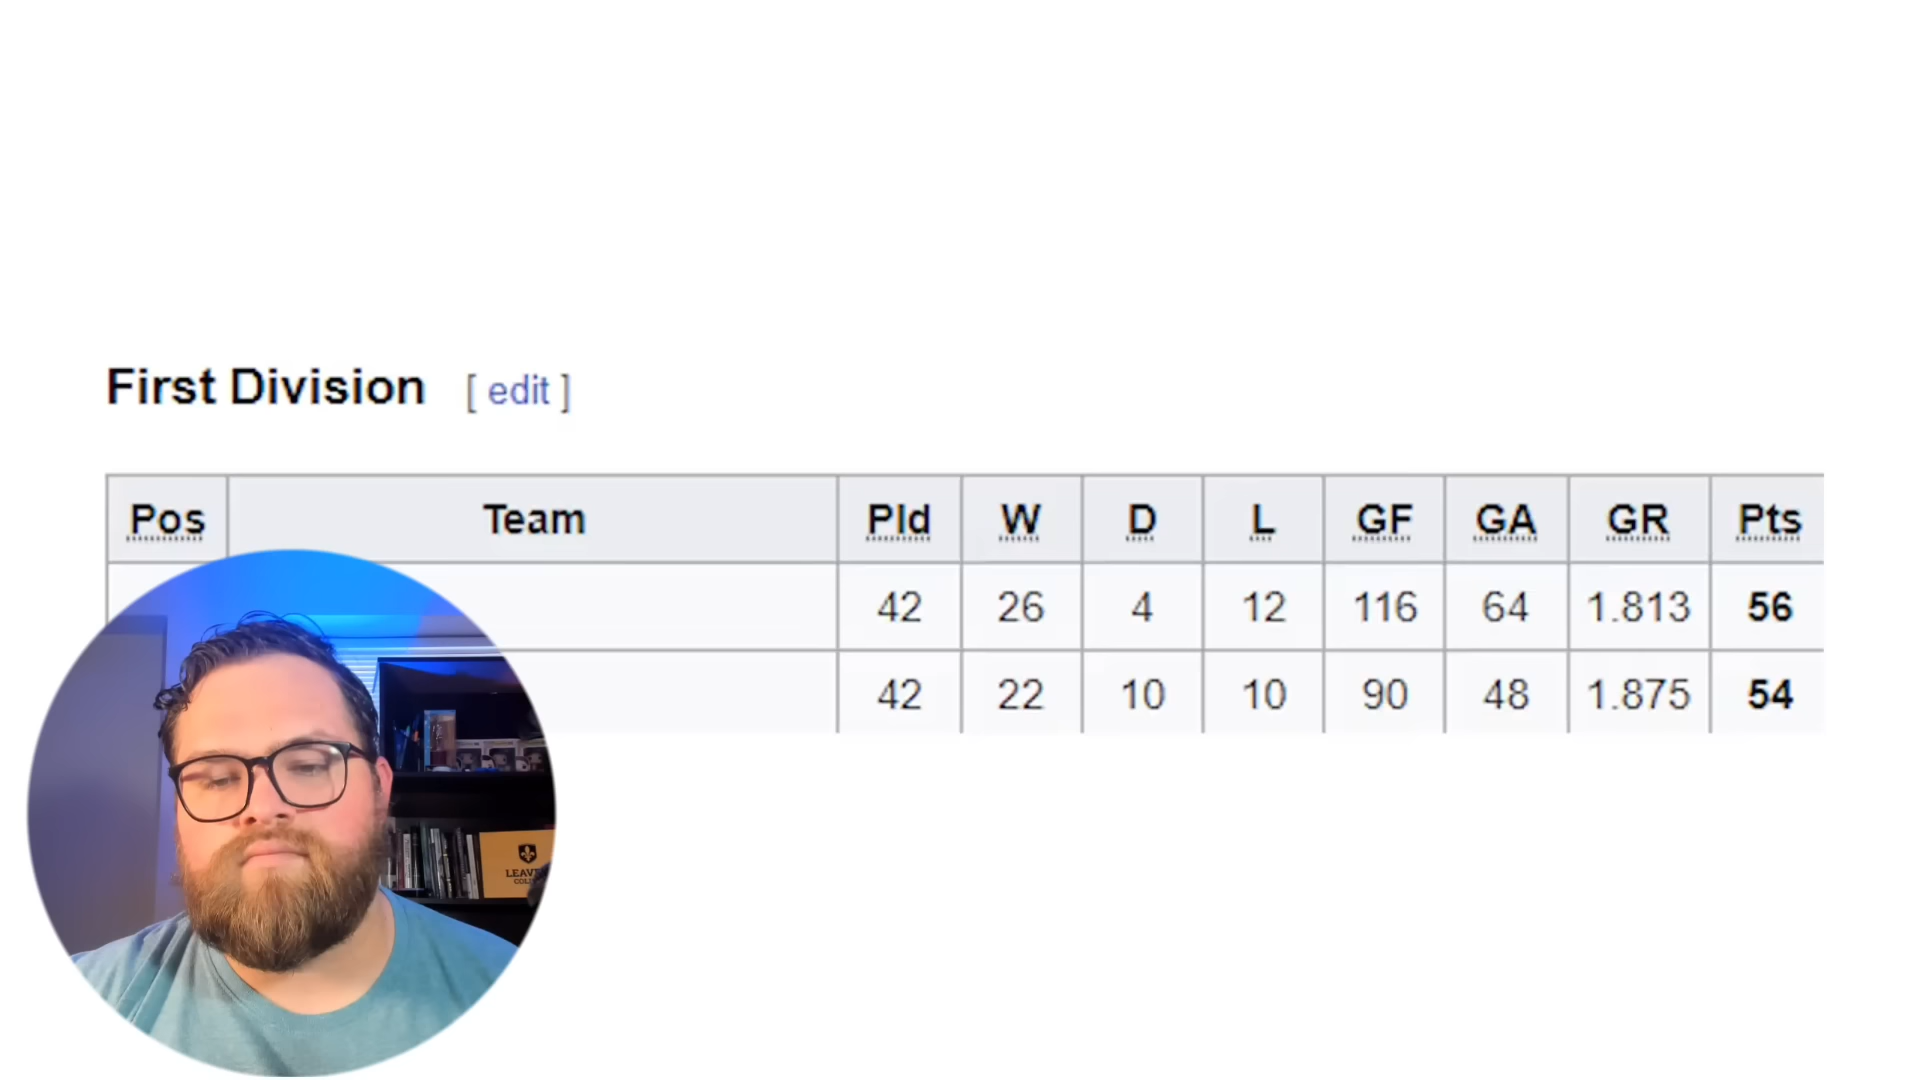 First Division [ edit ]
Pos Team Pld W D L GF GA GR Pts
42 26 4 12 116 64 1.813 56
42 22 10 10 90 48 1.875 54